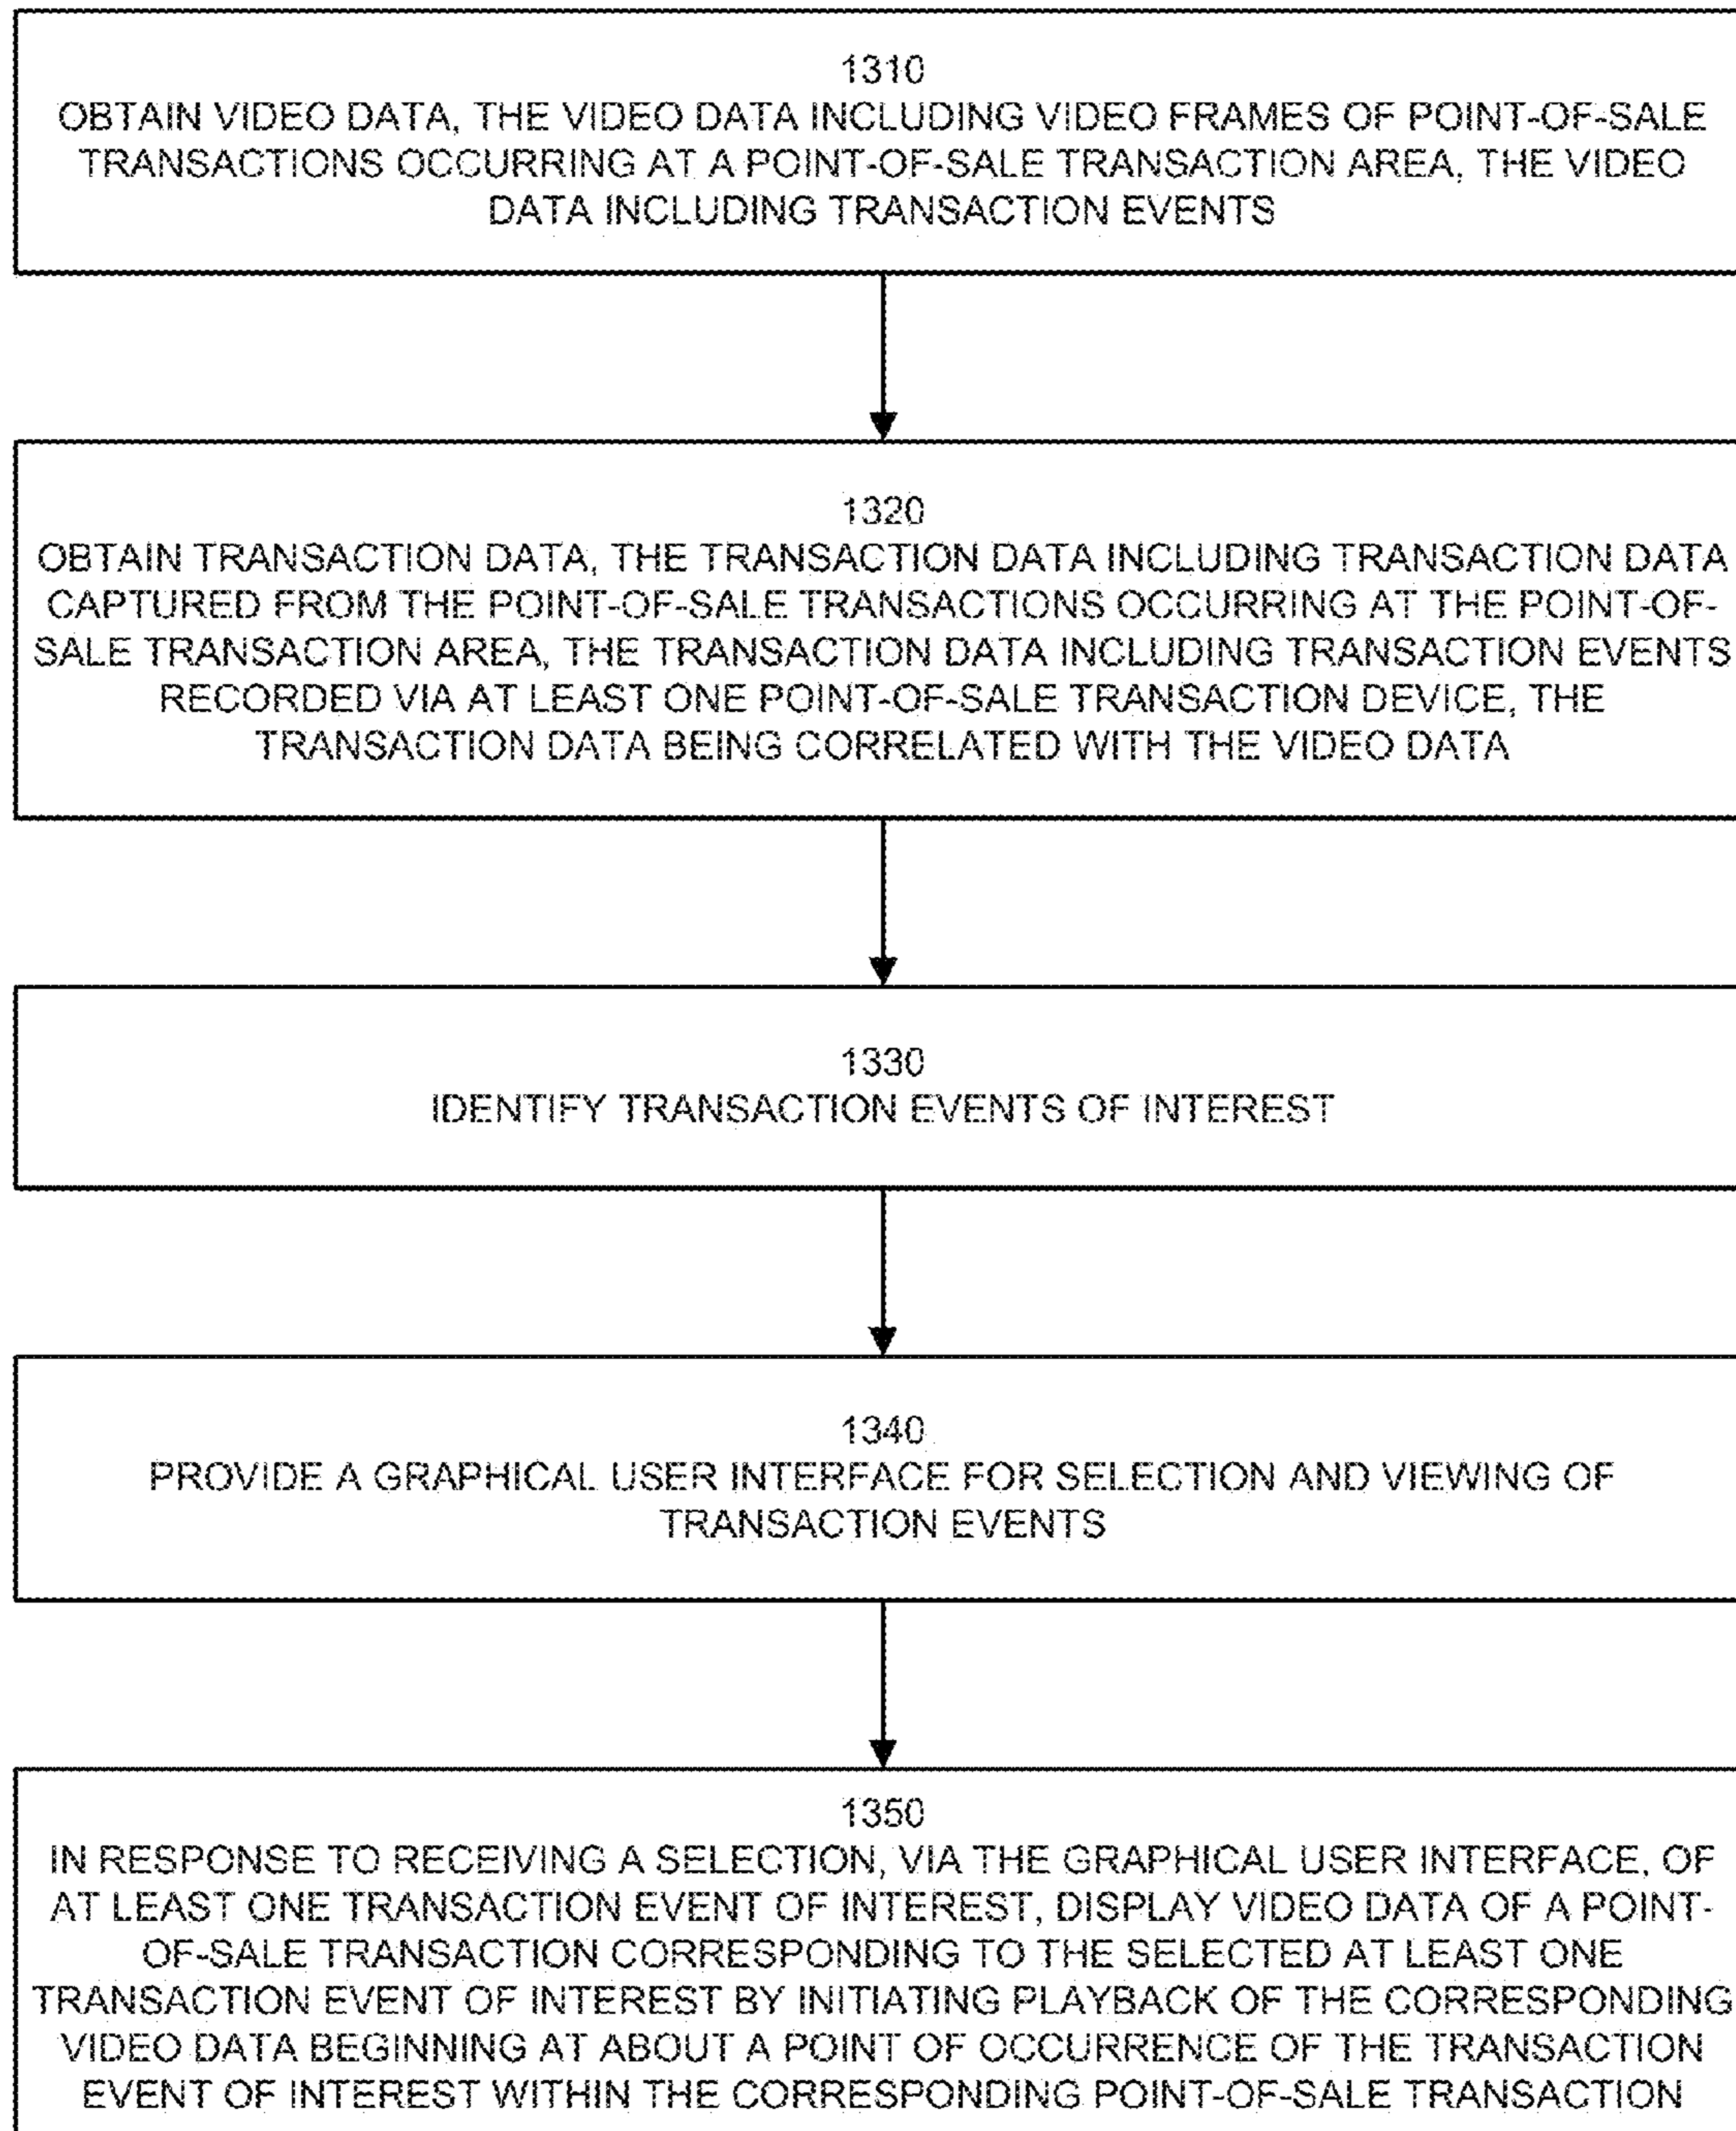 1310
OBTAIN VIDEO DATA, THE VIDEO DATA INCLUDING VIDEO FRAMES OF POINT-OF-SALE
TRANSACTIONS OCCURRING AT A POINT-OF-SALE TRANSACTION AREA, THE VIDEO
DATA INCLUDING TRANSACTION EVENTS
1320
OBTAIN TRANSACTION DATA, THE TRANSACTION DATA INCLUDING TRANSACTION DATA
CAPTURED FROM THE POINT-OF-SALE TRANSACTIONS OCCURRING AT THE POINT-OF-
SALE TRANSACTION AREA, THE TRANSACTION DATA INCLUDING TRANSACTION EVENTS
RECORDED VIA AT LEAST ONE POINT-OF-SALE TRANSACTION DEVICE, THE
TRANSACTION DATA BEING CORRELATED WITH THE VIDEO DATA
1330
IDENTIFY TRANSACTION EVENTS OF INTEREST
1340
PROVIDE A GRAPHICAL USER INTERFACE FOR SELECTION AND VIEWING OF
TRANSACTION EVENTS
1350
IN RESPONSE TO RECEIVING A SELECTION, VIA THE GRAPHICAL USER INTERFACE, OF
AT LEAST ONE TRANSACTION EVENT OF INTEREST, DISPLAY VIDEO DATA OF A POINT-
OF-SALE TRANSACTION CORRESPONDING TO THE SELECTED AT LEAST ONE
TRANSACTION EVENT OF INTEREST BY INITIATING PLAYBACK OF THE CORRESPONDING
VIDEO DATA BEGINNING AT ABOUT A POINT OF OCCURRENCE OF THE TRANSACTION
EVENT OF INTEREST WITHIN THE CORRESPONDING POINT-OF-SALE TRANSACTION